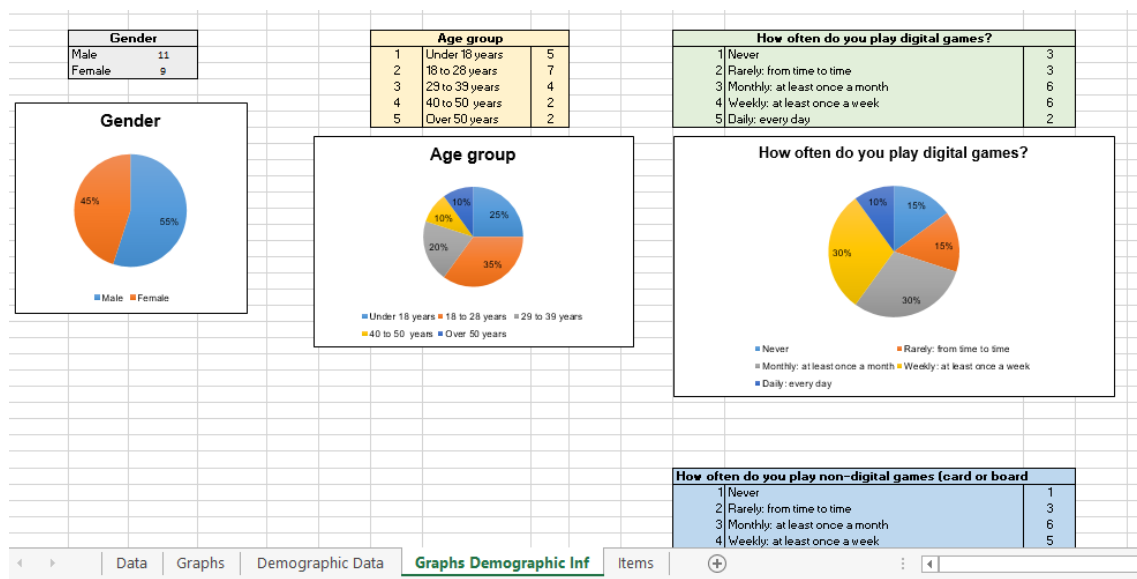 Gender
Male 11
Female 9
Age group
1 Under 18 years 5
2 18 to 28 years 7
3 29 to 39 years 4
4 40 to 50 years 2
5 Over 50 years 2
How often do you play digital games?
1 Never 3
2 Rarely: from time to time 3
3 Monthly: at least once a month 6
4 Weekly: at least once a week 6
5 Daily: every day 2
Gender
45%
55%
Male Female
Age group
10%
25%
10%
20%
35%
Under 18 years 18 to 28 years 29 to 39 years
40 to 50 years Over 50 years
How often do you play digital games?
10%
15%
15%
30%
30%
Never Rarely: from time to time
Monthly: at least once a month Weekly: at least once a week
Daily: every day
How often do you play non-digital games (card or board
1 Never 1
2 Rarely: from time to time 3
3 Monthly: at least once a month 6
4 Weekly: at least once a week 5
Data Graphs Demographic Data Graphs Demographic Inf Items